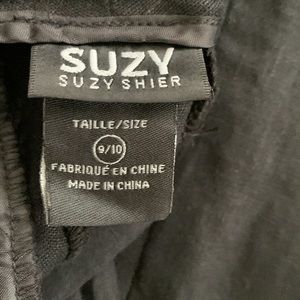 SUZY
SUZY SHIER
TAILLE/SIZE
9/10
FABRIQUÉ EN CHINE
MADE IN CHINA